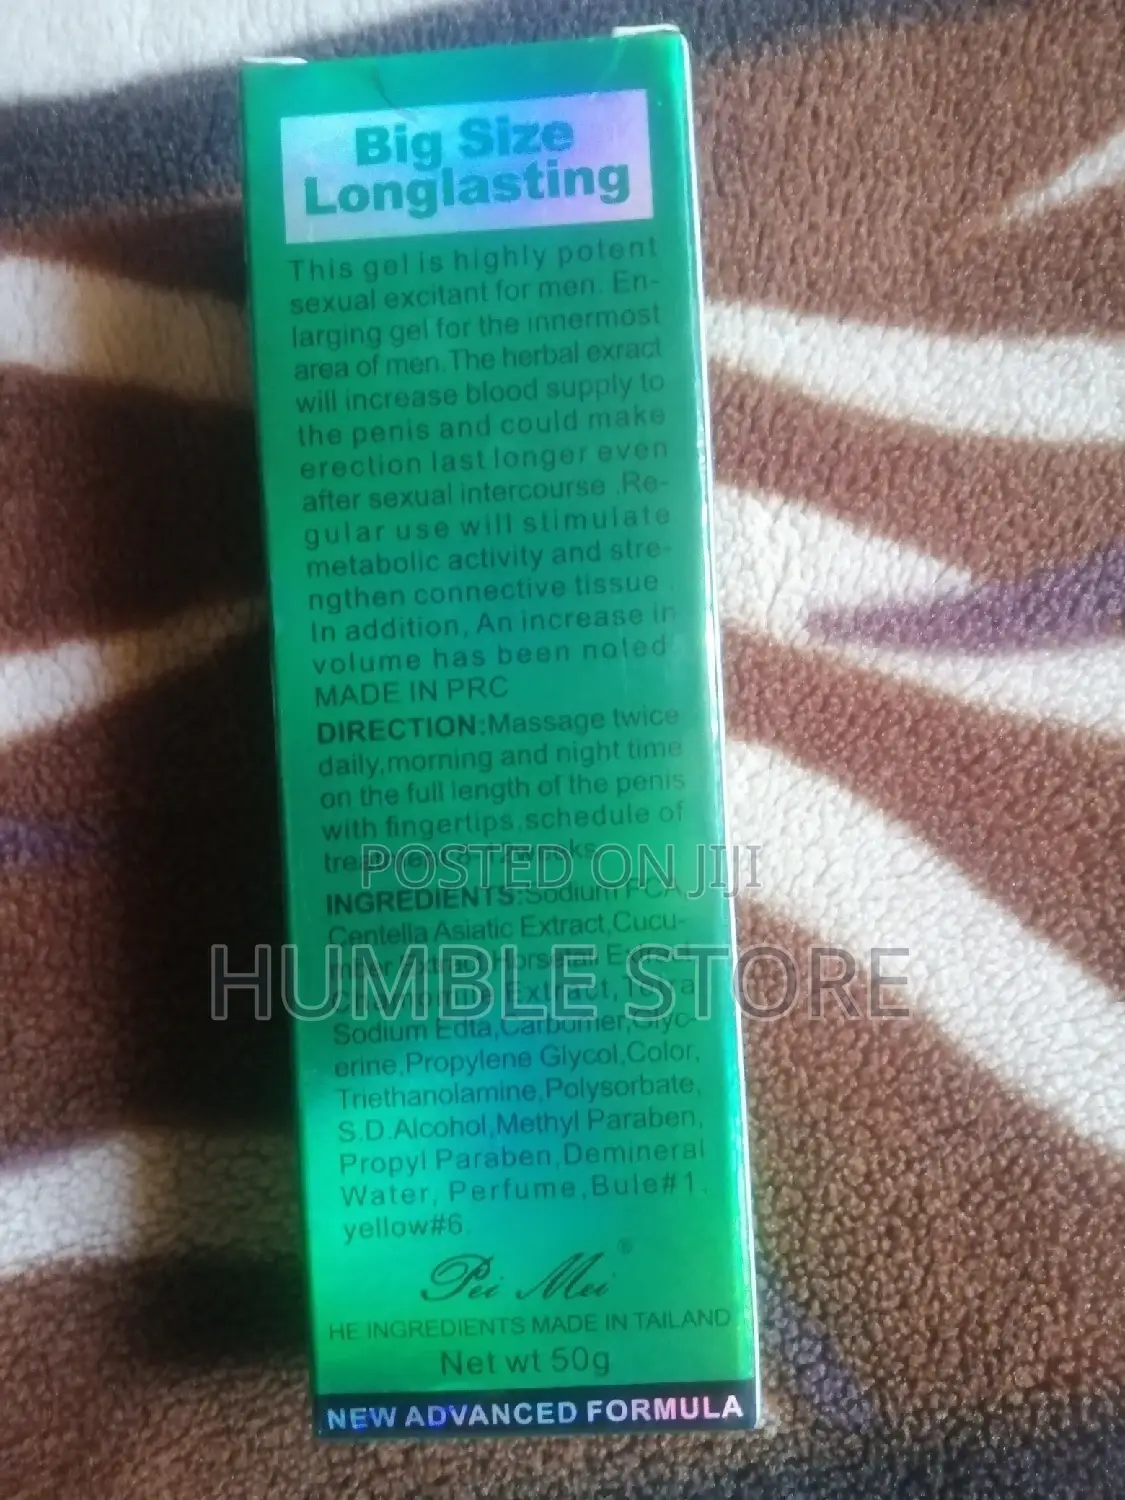 Big Size
Longlasting
This gel is highly potent
sexual excitant for men. En-
larging gel for the innermost
area of men.The herbal exract
will increase blood supply to
the penis and could make
erection last longer even
after sexual intercourse .Re-
gular use will stimulate
metabolic activity and stre-
ngthen connective tissue .
In addition, An increase in
volume has been noted.
MADE IN PRC
DIRECTION:Massage twice
daily,morning and night time
on the full length of the penis
with fingertips.schedule of
POSTED ON JIJI
INGREDIENTS:Sodium PCA
Centella Asiatic Extract,Cucu-
HUMBLE STORE
Sodium Edta,Carbomer,Glyc-
erine,Propylene Glycol,Color,
Triethanolamine,Polysorbate,
S.D.Alcohol,Methyl Paraben,
Propyl Paraben,Demineral
Water, Perfume,Bule#1.
yellow#6.
Pei Mei ®
HE INGREDIENTS MADE IN TAILAND
Net wt 50g
NEW ADVANCED FORMULA